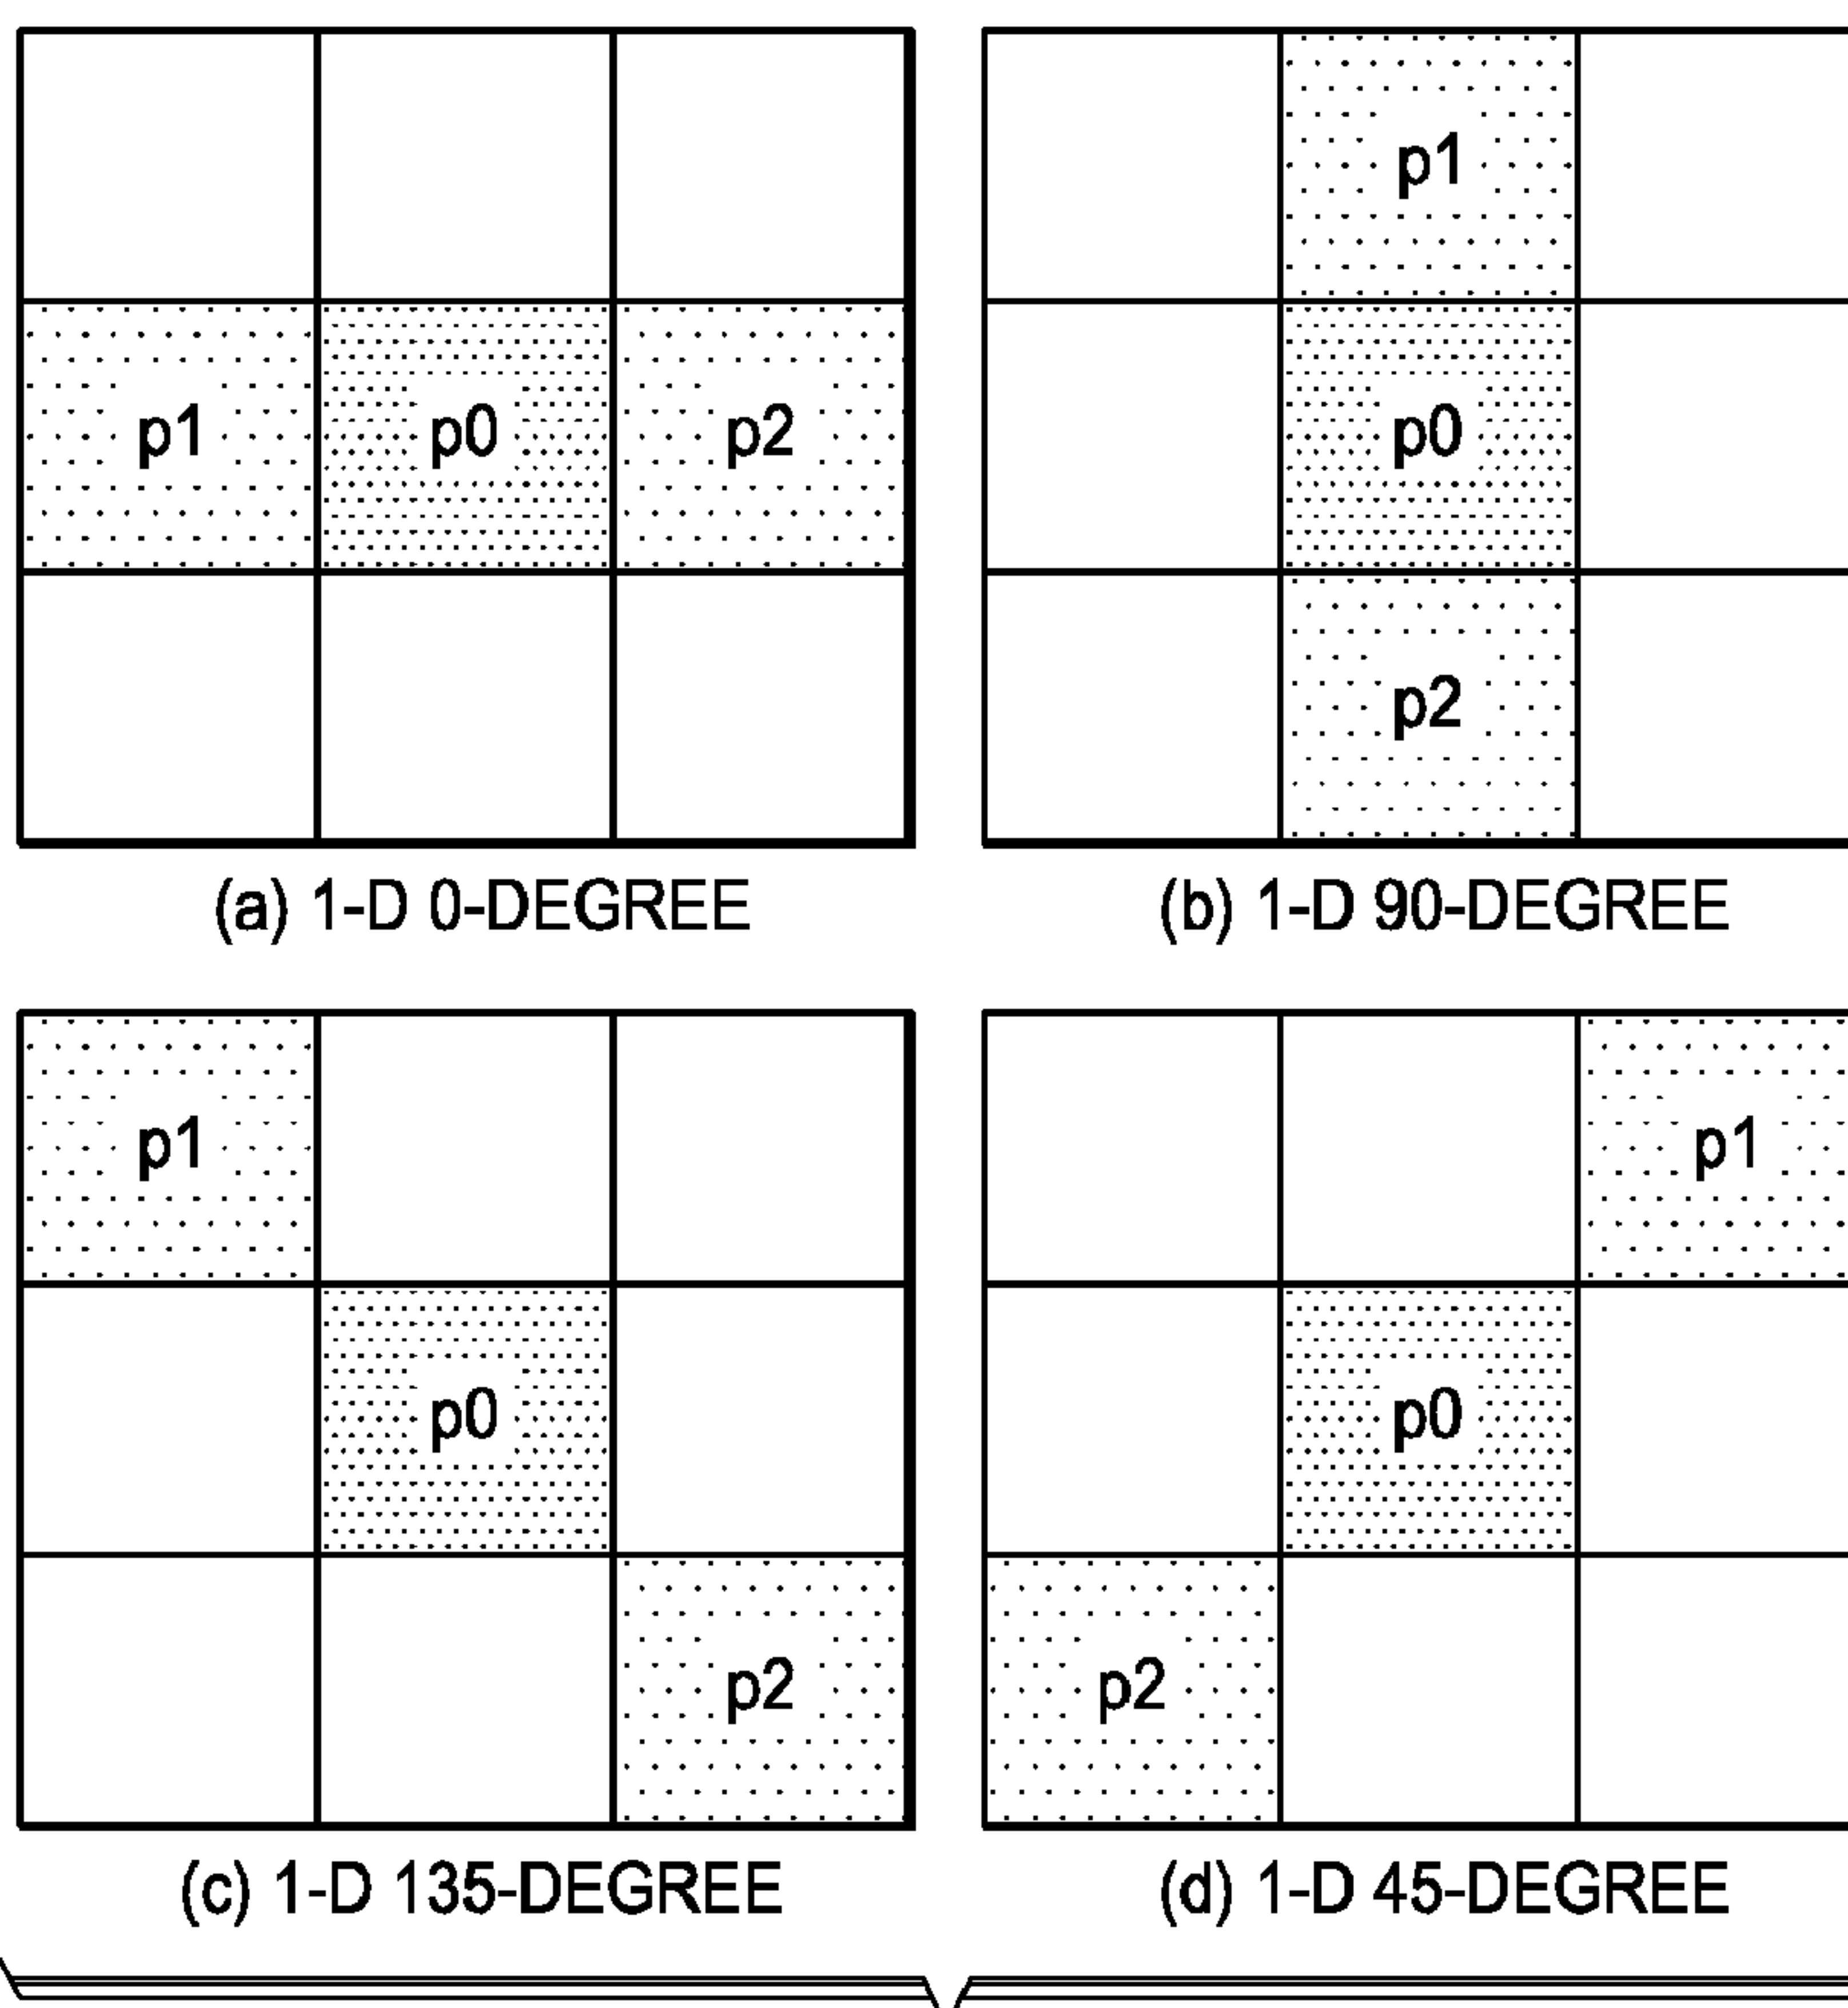 p1
p1 p0 p2
p0
p2
(a) 1-D 0-DEGREE
(b) 1-D 90-DEGREE
p1
p0
p2
(c) 1-D 135-DEGREE
p1
p0
p2
(d) 1-D 45-DEGREE